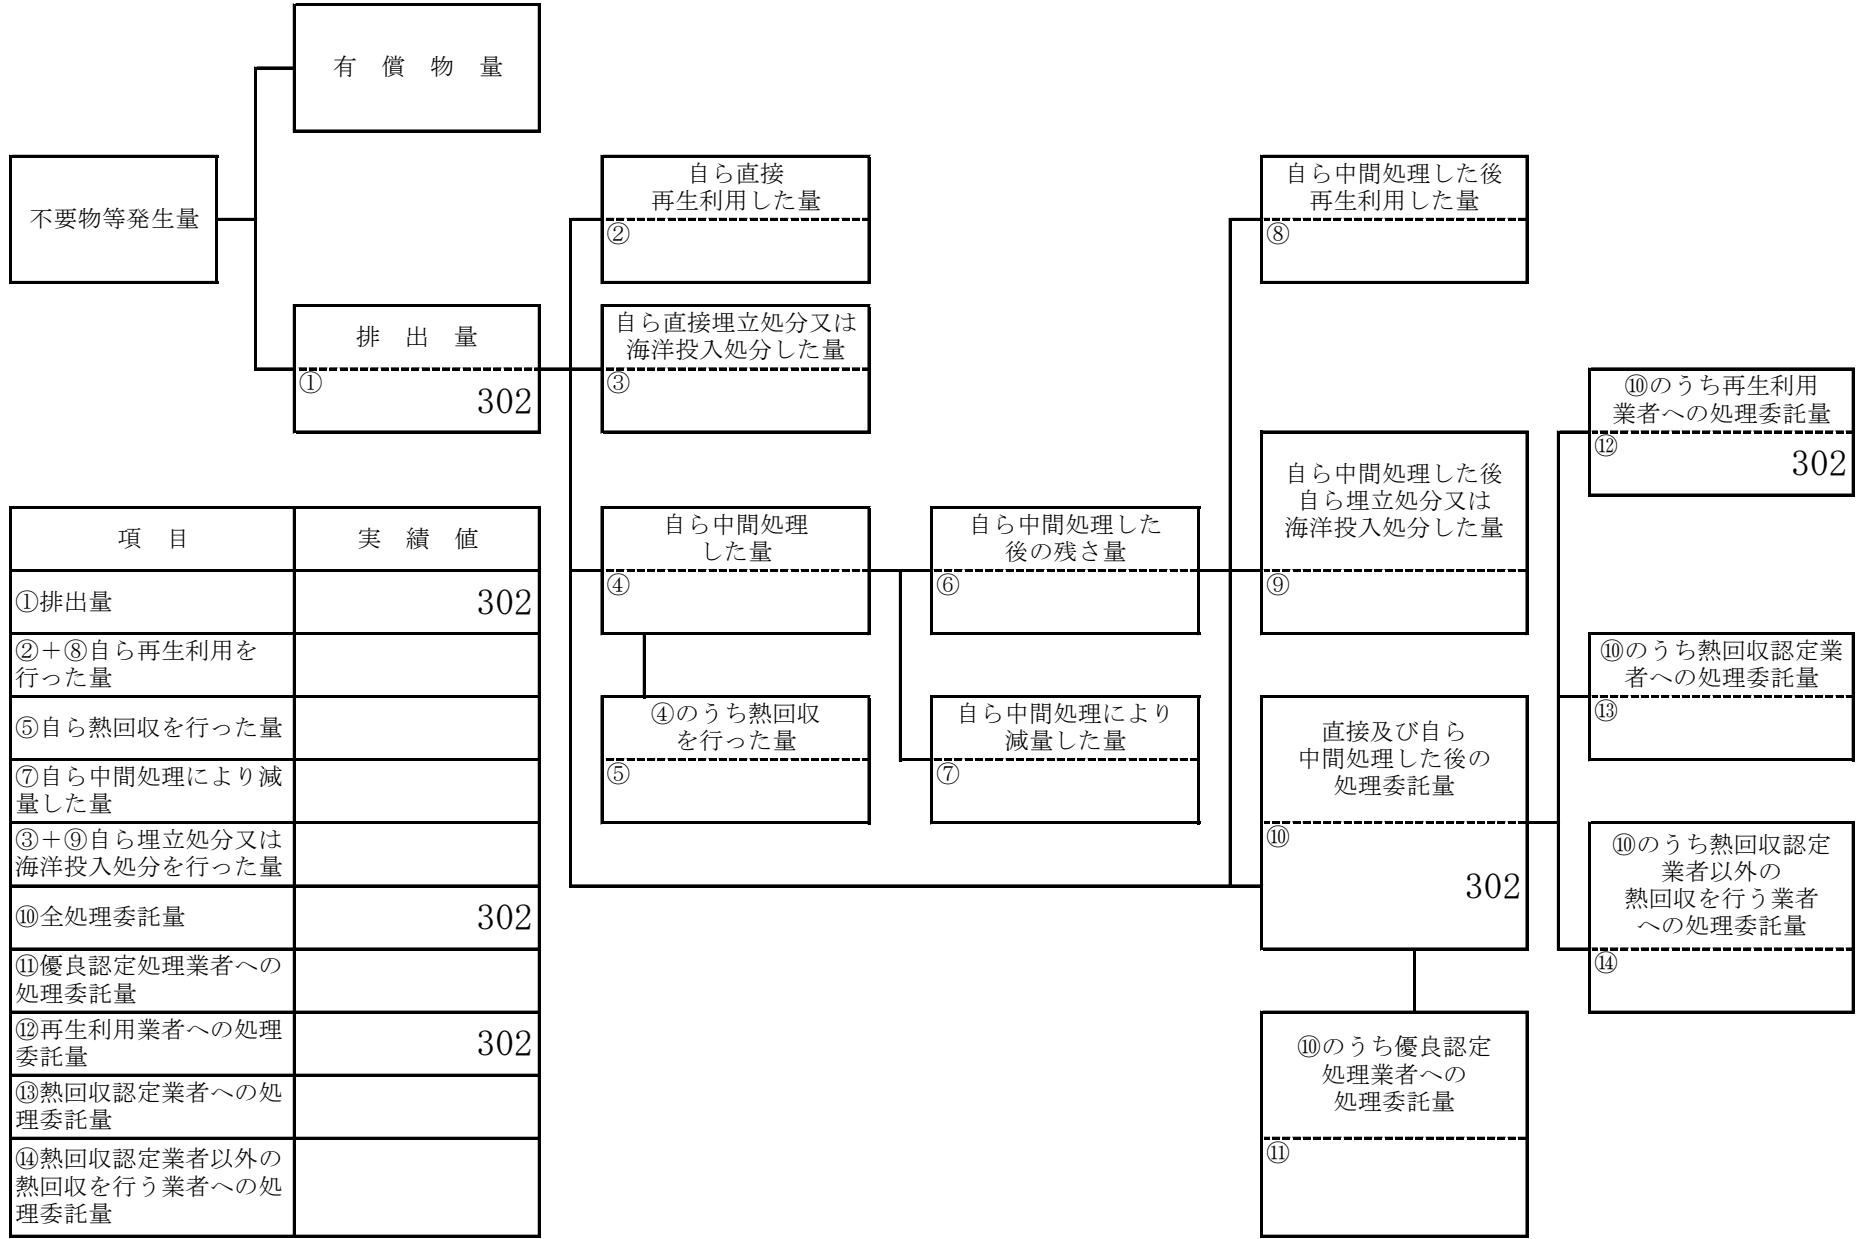 有　償　物　量
不要物等発生量
排　出　量
①
302
自ら直接
再生利用した量
②
自ら直接埋立処分又は
海洋投入処分した量
③
自ら中間処理
した量
④
④のうち熱回収
を行った量
⑤
自ら中間処理した
後の残さ量
⑥
自ら中間処理により
減量した量
⑦
自ら中間処理した後
再生利用した量
⑧
自ら中間処理した後
自ら埋立処分又は
海洋投入処分した量
⑨
直接及び自ら
中間処理した後の
処理委託量
⑩
302
⑩のうち優良認定
処理業者への
処理委託量
⑪
⑩のうち再生利用
業者への処理委託量
⑫
302
⑩のうち熱回収認定業
者への処理委託量
⑬
⑩のうち熱回収認定
業者以外の
熱回収を行う業者
への処理委託量
⑭
項　目　実　績　値
①排出量　302
②＋⑧自ら再生利用を
行った量
⑤自ら熱回収を行った量
⑦自ら中間処理により減
量した量
③＋⑨自ら埋立処分又は
海洋投入処分を行った量
⑩全処理委託量　302
⑪優良認定処理業者への
処理委託量
⑫再生利用業者への処理
委託量　302
⑬熱回収認定業者への処
理委託量
⑭熱回収認定業者以外の
熱回収を行う業者への処
理委託量